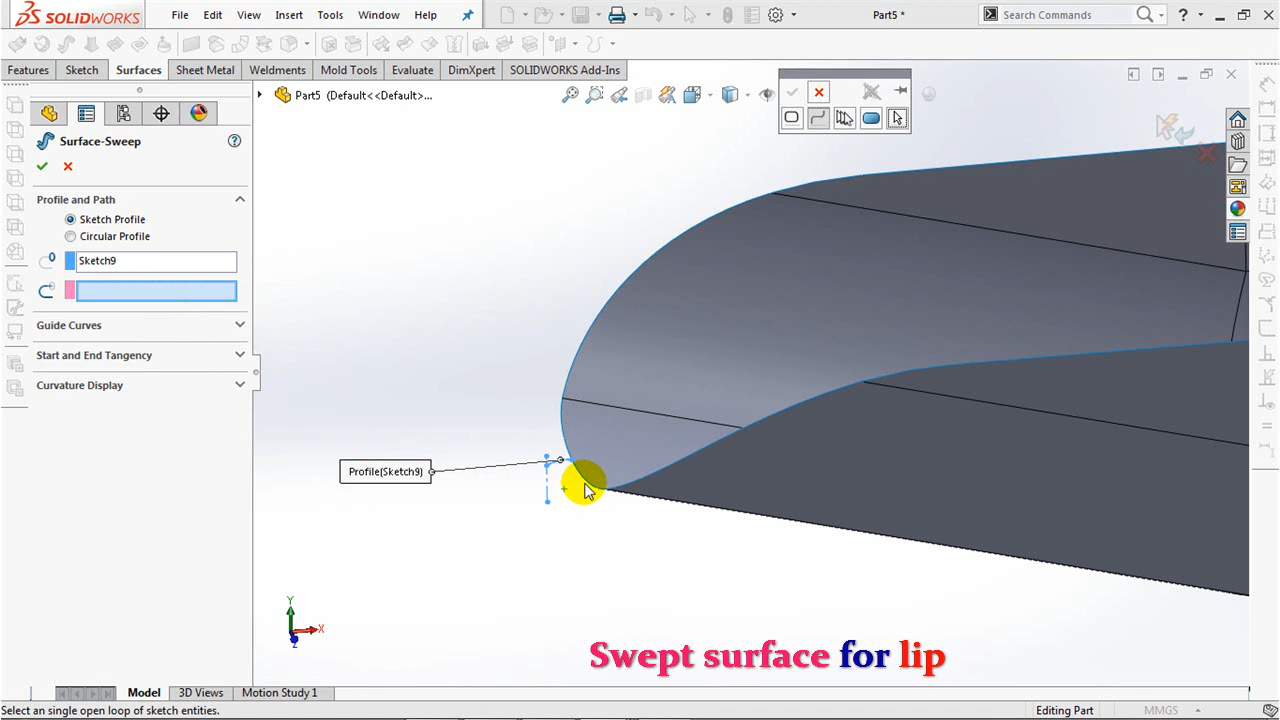 SOLIDWORKS File Edit View Insert Tools Window Help Part5 * Search Commands ?
Features Sketch Surfaces Sheet Metal Weldments Mold Tools Evaluate DimXpert SOLIDWORKS Add-Ins
Part5 (Default<<Default>...
Surface-Sweep ?
Profile and Path
Sketch Profile
Circular Profile
Sketch9
Guide Curves
Start and End Tangency
Curvature Display
Profile(Sketch9)
Y
X
Z
Swept surface for lip
Model 3D Views Motion Study 1
Select a single open loop of sketch entities. Editing Part MMGS